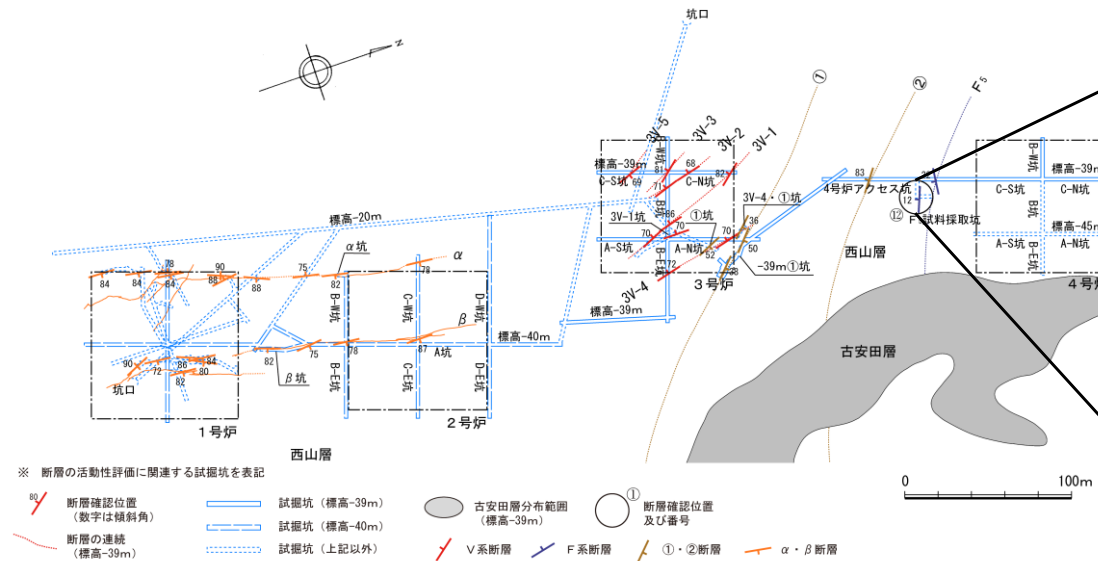 坑口
N
①
②
F₅
3V-5
3V-3
3V-2
3V-1
標高-39m
B-W坑
81
68
82
C-S坑
69
71
C-N坑
B坑
66
3V-1坑
①坑
3V-4・①坑
36
70
70
70
A-S坑
A-N坑
52
50
72
B-E坑
-39m①坑
3V-4
3号炉
83
4号炉アクセス坑
12
⑫
F₅試料採取坑
西山層
B-W坑
標高-39m
C-S坑
C-N坑
B坑
標高-45m
A-S坑
A-N坑
B-E坑
4号炉
古安田層
標高-20m
標高-39m
α坑
α
78
84
84
84
90
88
88
75
82
78
B-W坑
C-W坑
D-W坑
β
標高-40m
A坑
82
75
78
87
β坑
90
72
86
84
82
80
坑口
B-E坑
C-E坑
D-E坑
1号炉
2号炉
西山層
0
100m
※ 断層の活動性評価に関連する試掘坑を表記
80
断層確認位置
(数字は傾斜角)
断層の連続
(標高-39m)
試掘坑(標高-39m)
試掘坑(標高-40m)
試掘坑(上記以外)
古安田層分布範囲
(標高-39m)
①
断層確認位置
及び番号
V系断層
F系断層
①・②断層
α・β断層